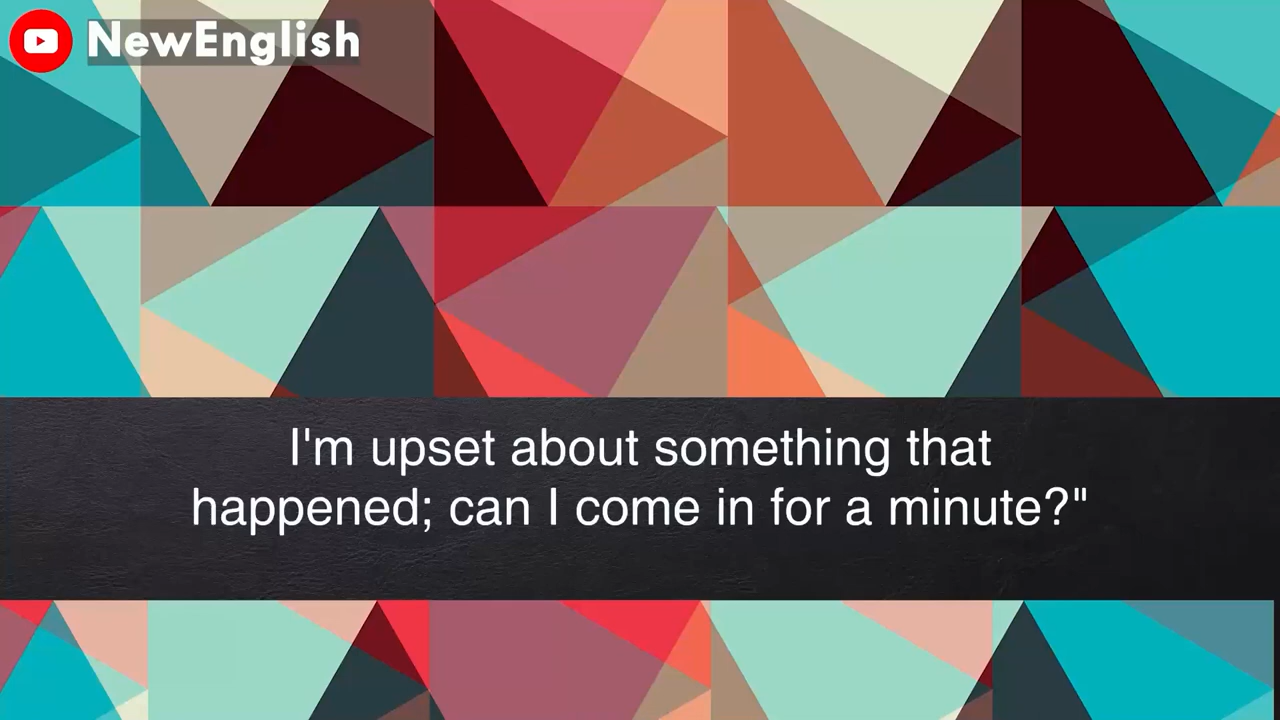 NewEnglish
I'm upset about something that
happened; can I come in for a minute?"